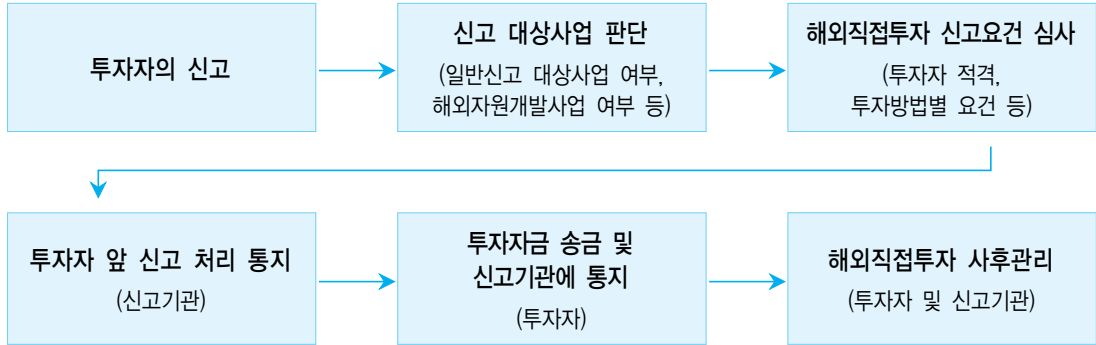 투자자의 신고
신고 대상사업 판단
(일반신고 대상사업 여부,
해외자원개발사업 여부 등)
해외직접투자 신고요건 심사
(투자자 적격,
투자방법별 요건 등)
투자자 앞 신고 처리 통지
(신고기관)
투자자금 송금 및
신고기관에 통지
(투자자)
해외직접투자 사후관리
(투자자 및 신고기관)